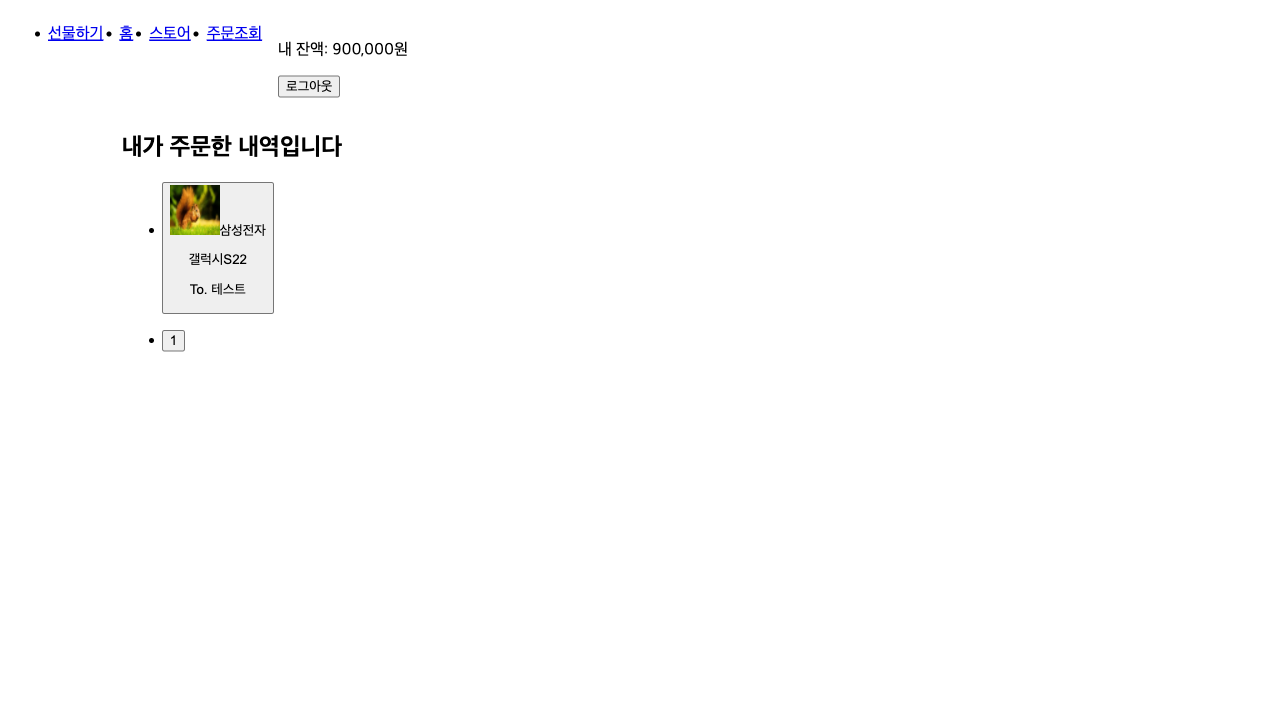 선물하기 홈 스토어 주문조회
내 잔액: 900,000원
로그아웃
내가 주문한 내역입니다
삼성전자
갤럭시S22
To. 테스트
1